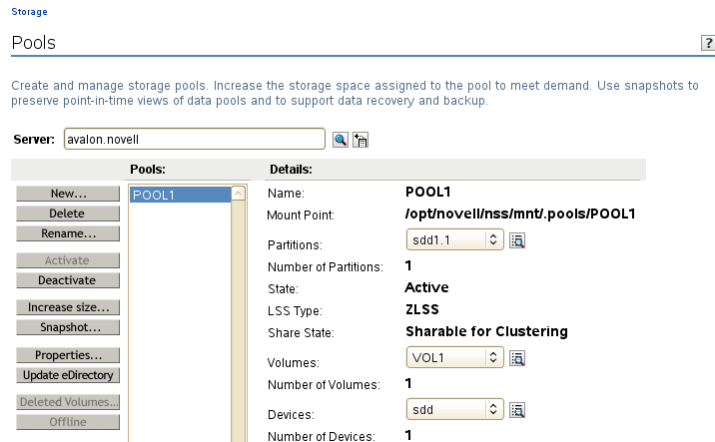 Storage
Pools
?
Create and manage storage pools. Increase the storage space assigned to the pool to meet demand. Use snapshots to
preserve point-in-time views of data pools and to support data recovery and backup.
Server: avalon.novell
Pools: Details:
New... POOL1 Name: POOL1
Delete Mount Point: /opt/novell/nss/mnt/.pools/POOL1
Rename... Partitions: sdd1.1
Activate Number of Partitions: 1
Deactivate State: Active
Increase size... LSS Type: ZLSS
Snapshot... Share State: Sharable for Clustering
Properties... Volumes: VOL1
Update eDirectory Number of Volumes: 1
Deleted Volumes... Devices: sdd
Offline Number of Devices: 1